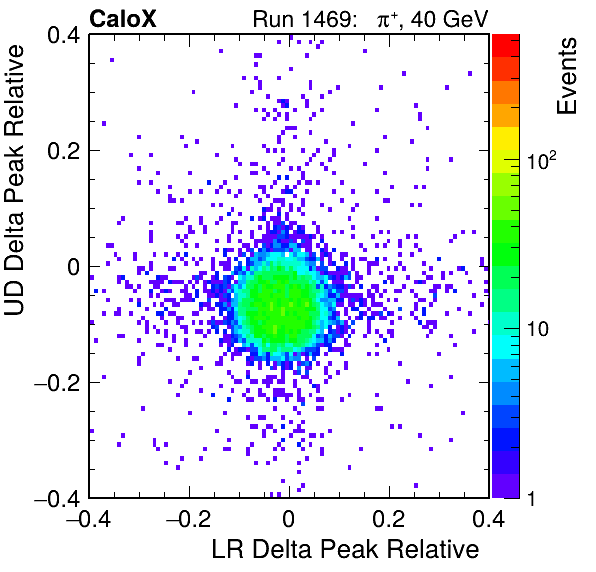 CaloX Run 1469: π⁺, 40 GeV
Events
UD Delta Peak Relative
0.4
0.2
0
−0.2
−0.4
10²
10
1
−0.4 −0.2 0 0.2 0.4
LR Delta Peak Relative